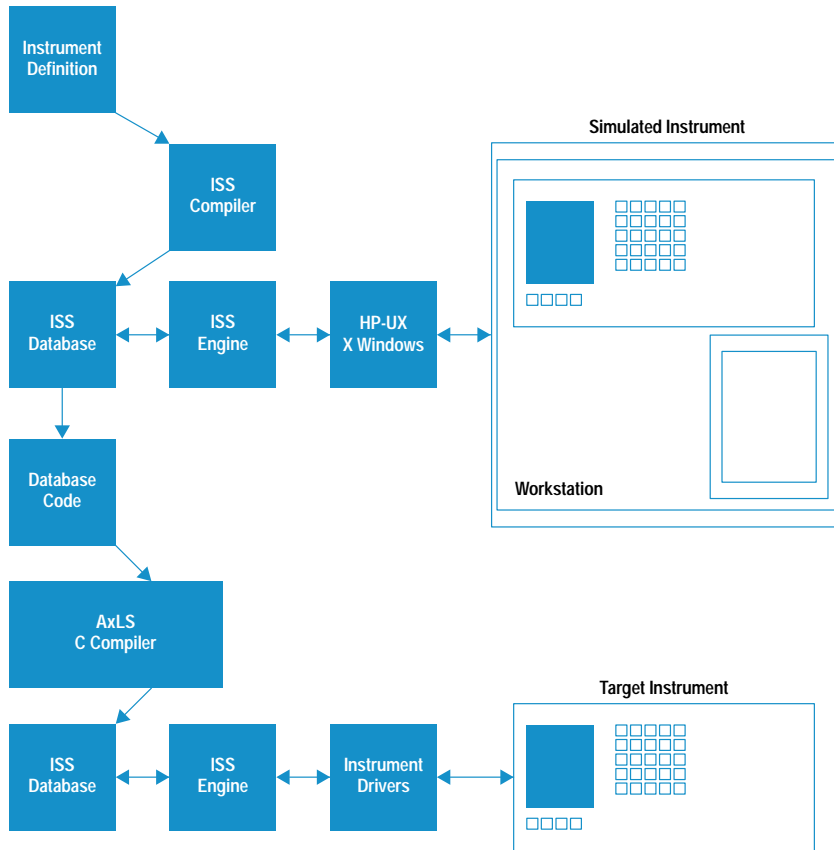 Instrument
Definition
Simulated Instrument
ISS
Compiler
ISS
Database
ISS
Engine
HP-UX
X Windows
Database
Code
Workstation
AxLS
C Compiler
Target Instrument
ISS
Database
ISS
Engine
Instrument
Drivers